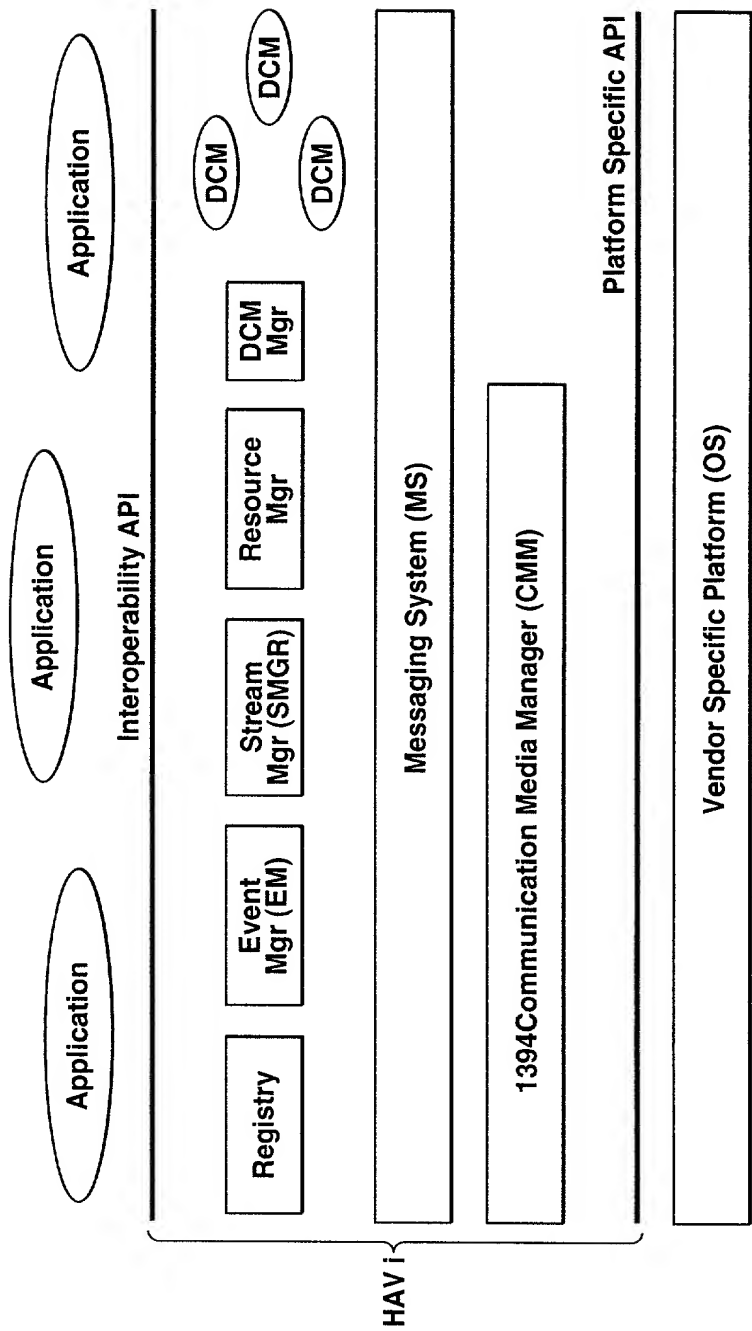 Application
Application
Application
Interoperability API
Registry
Event
Mgr (EM)
Stream
Mgr (SMGR)
Resource
Mgr
DCM
Mgr
DCM
DCM
DCM
Messaging System (MS)
1394Communication Media Manager (CMM)
HAV i
Platform Specific API
Vendor Specific Platform (OS)